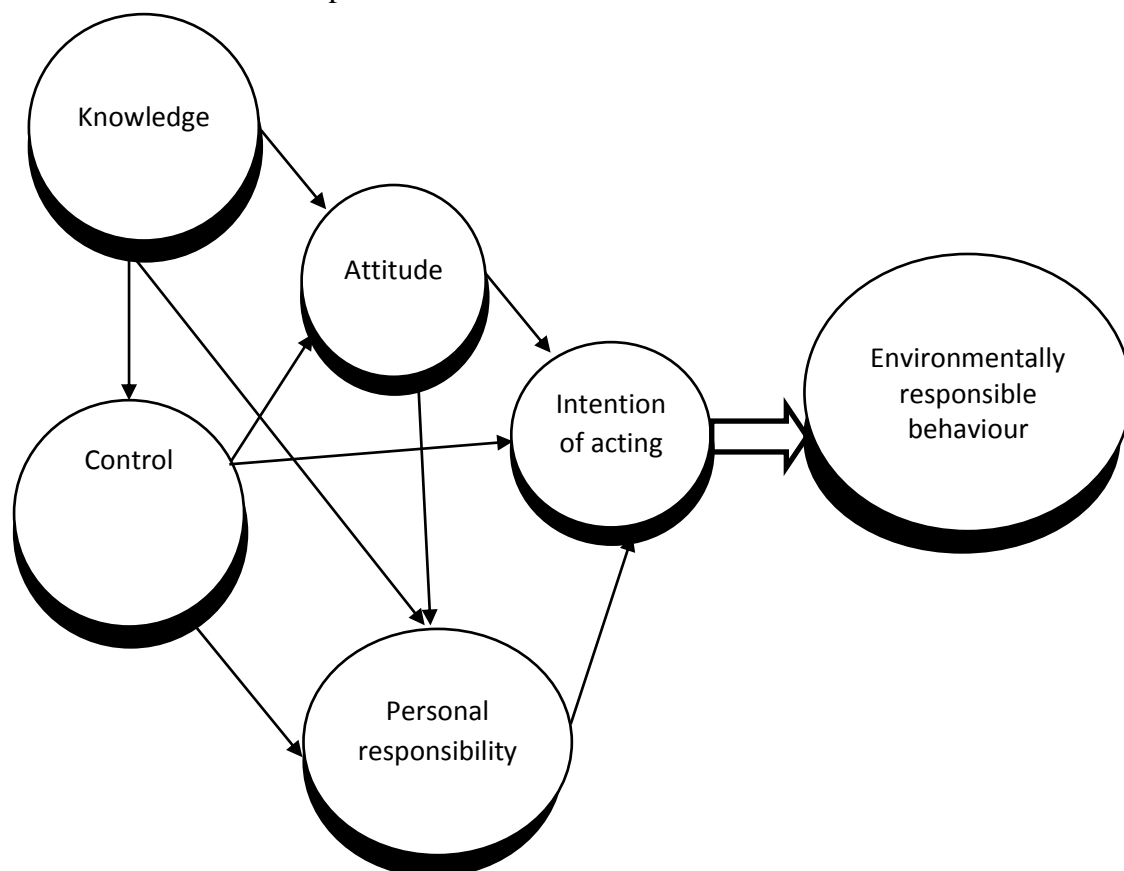 Knowledge
Attitude
Environmentally
responsible
behaviour
Intention
of acting
Control
Personal
responsibility